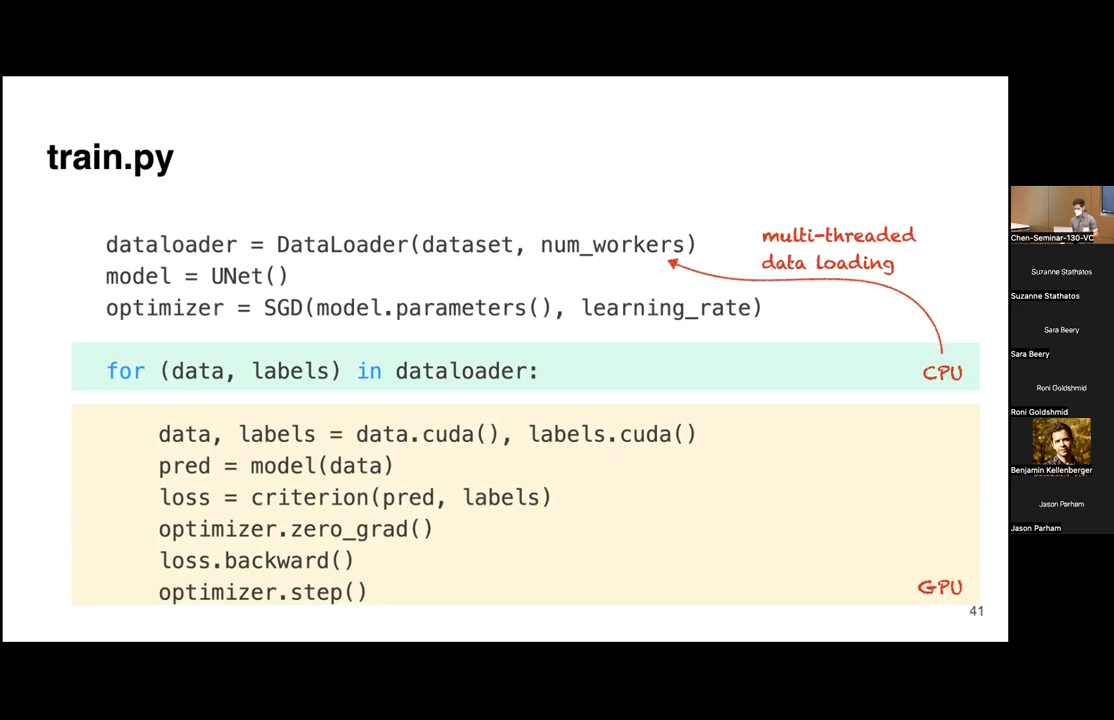 train.py
dataloader = DataLoader(dataset, num_workers)
model = UNet()
optimizer = SGD(model.parameters(), learning_rate)
multi-threaded
data loading
for (data, labels) in dataloader:
CPU
data, labels = data.cuda(), labels.cuda()
pred = model(data)
loss = criterion(pred, labels)
optimizer.zero_grad()
loss.backward()
optimizer.step()
GPU
41
Chen-Seminar-130-VC
Suzanne Stathatos
Suzanne Stathatos
Sara Beery
Sara Beery
Roni Goldshmid
Roni Goldshmid
Benjamin Kellenberger
Jason Parham
Jason Parham